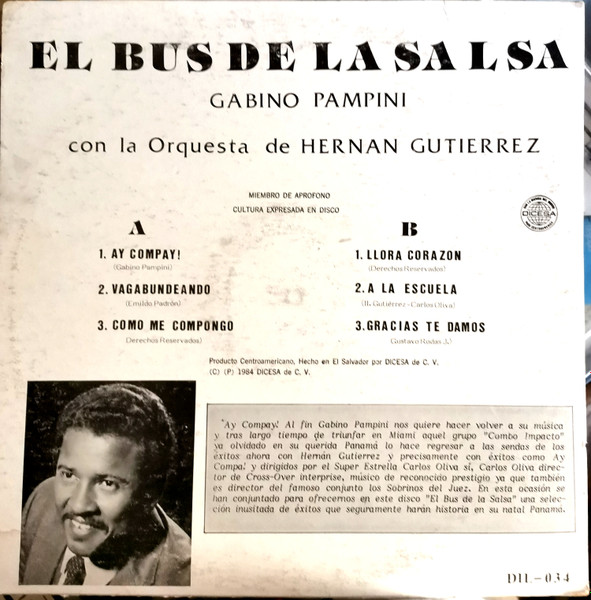 EL BUS DE LA SALSA
GABINO PAMPINI
con la Orquesta de HERNAN GUTIERREZ
MIEMBRO DE APROFONO
CULTURA EXPRESADA EN DISCO
DICESA
A
1. AY COMPAY!
(Gabino Pampini)
2. VAGABUNDEANDO
(Emildo Padrón)
3. COMO ME COMPONGO
Derechos Reservados)
B
1. LLORA CORAZON
(Derechos Reservados)
2. A LA ESCUELA
(H. Gutiérrez-Carlos Oliva)
3. GRACIAS TE DAMOS
Gustavo Rodas J.)
Producto Centroamericano, Hecho en El Salvador por DICESA de C. V.
(C) (P) 1984 DICESA de C. V.
"Ay Compay! Al fin Gabino Pampini nos quiere hacer volver a su música
y tras largo tiempo de triunfar en Miami aquel grupo "Combo Impacto"
ya olvidado en su querida Panamá lo hace regresar a las sendas de los
éxitos ahora con Hernán Gutierrez y precisamente con éxitos como Ay
Compa! y dirigidos por el Super Estrella Carlos Oliva sí, Carlos Oliva direc-
tor de Cross-Over interprise, músico de reconocido prestigio ya que también
es director del famoso conjunto los Sobrinos del Juez. En esta ocasión se
han conjuntado para ofrecernos en este disco "El Bus de la Salsa" una selec-
ción inusitada de éxitos que seguramente harán historia en su natal Panamá.
DIL-034